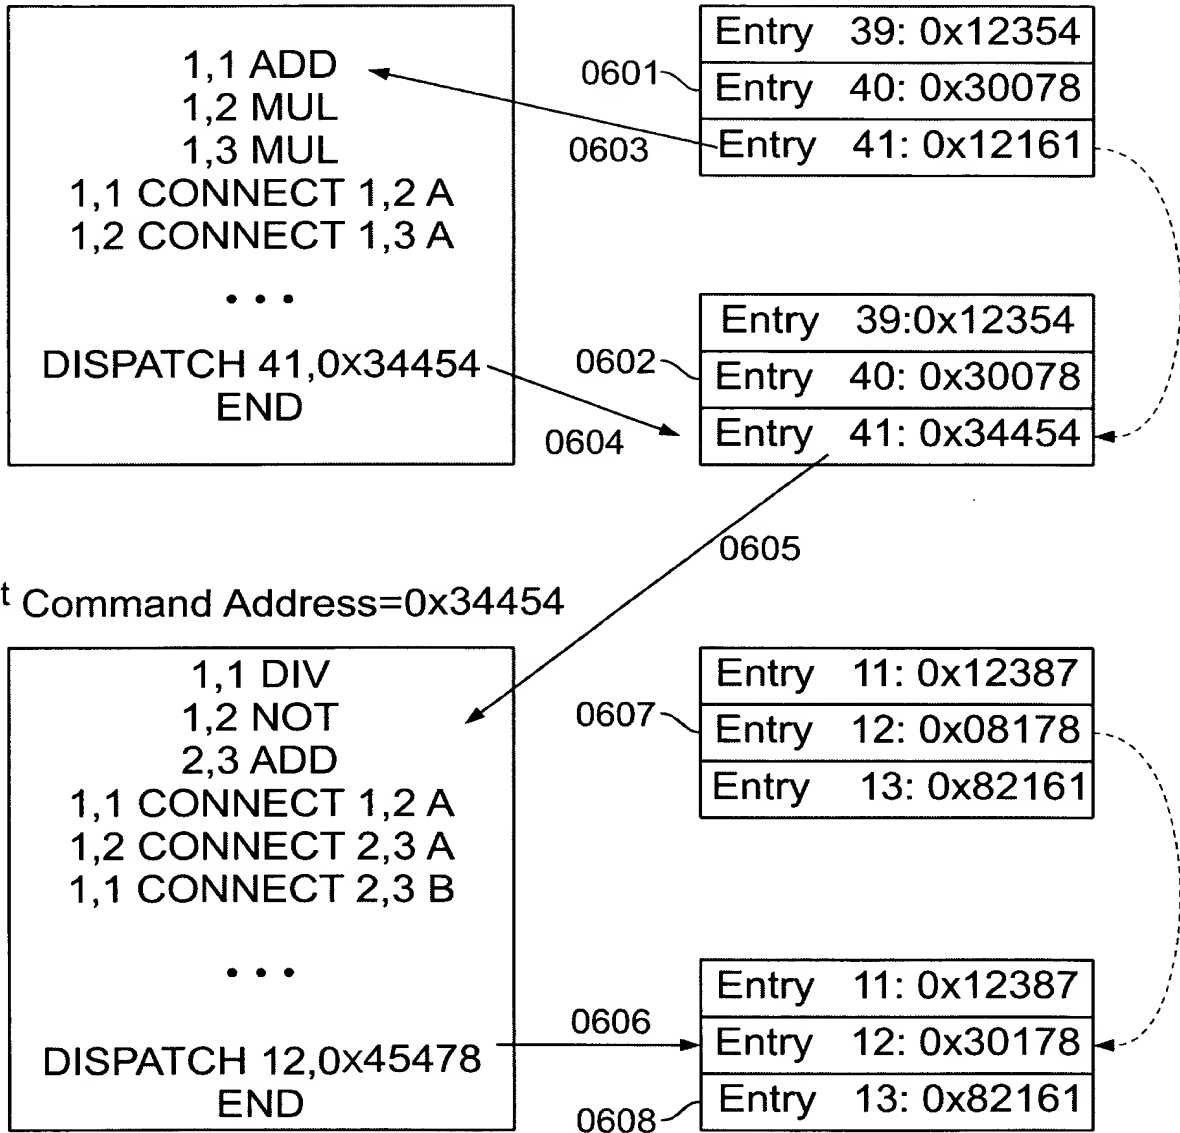 1,1 ADD
1,2 MUL
1,3 MUL
1,1 CONNECT 1,2 A
1,2 CONNECT 1,3 A
...
DISPATCH 41,0x34454
END
0601
0603
Entry 39: 0x12354
Entry 40: 0x30078
Entry 41: 0x12161
0602
0604
Entry 39:0x12354
Entry 40: 0x30078
Entry 41: 0x34454
0605
t Command Address=0x34454
1,1 DIV
1,2 NOT
2,3 ADD
1,1 CONNECT 1,2 A
1,2 CONNECT 2,3 A
1,1 CONNECT 2,3 B
...
DISPATCH 12,0x45478
END
0607
Entry 11: 0x12387
Entry 12: 0x08178
Entry 13: 0x82161
0606
0608
Entry 11: 0x12387
Entry 12: 0x30178
Entry 13: 0x82161